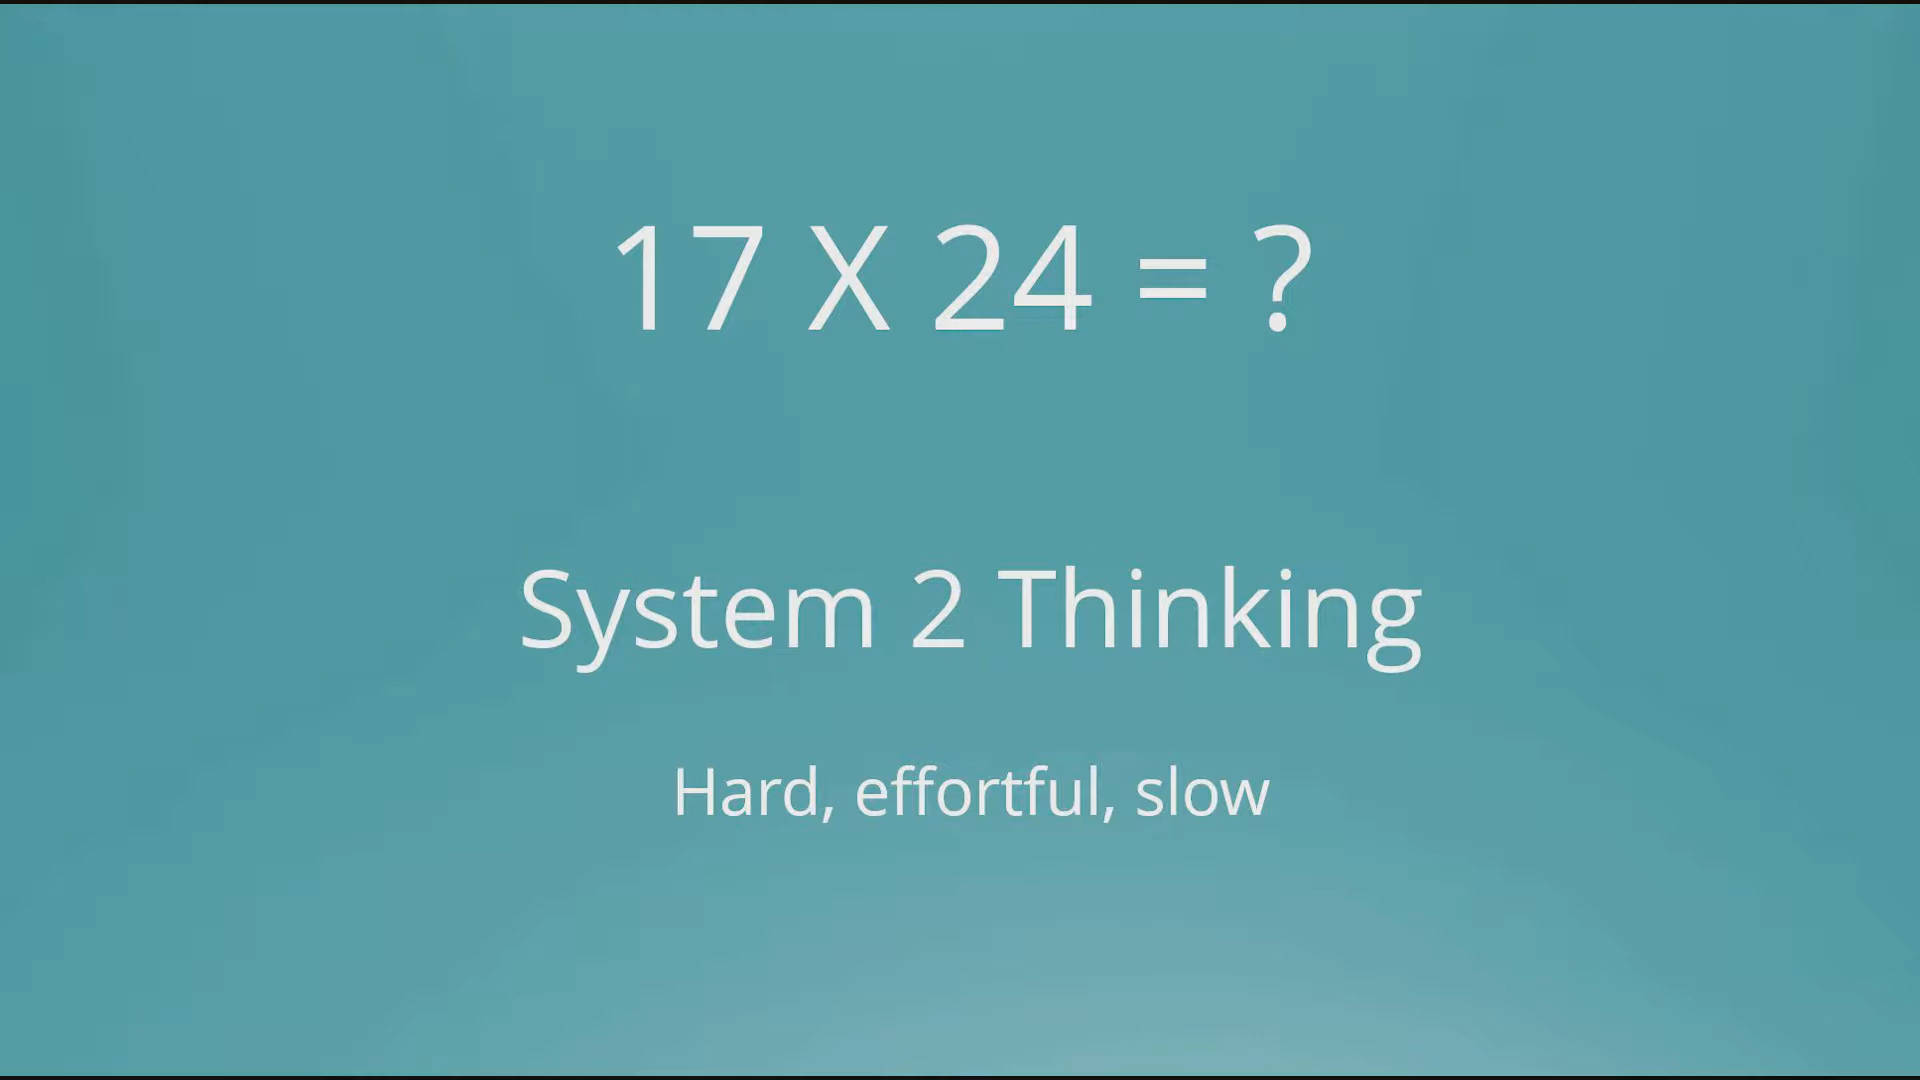 17 X 24 = ?
System 2 Thinking
Hard, effortful, slow